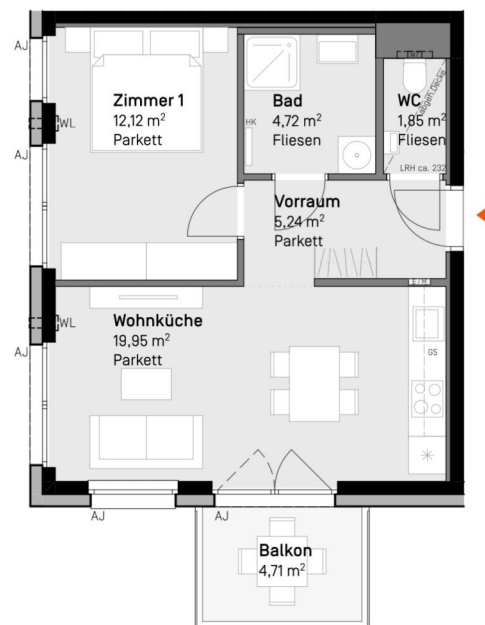 AJ
Zimmer 1
12,12 m²
Parkett
WL
AJ
Bad
4,72 m²
Fliesen
HK
WC
1,85 m²
Fliesen
abgeh. Decke
LRH ca. 232
Vorraum
5,24 m²
Parkett
E/M
WL
AJ
Wohnküche
19,95 m²
Parkett
GS
AJ
AJ
Balkon
4,71 m²